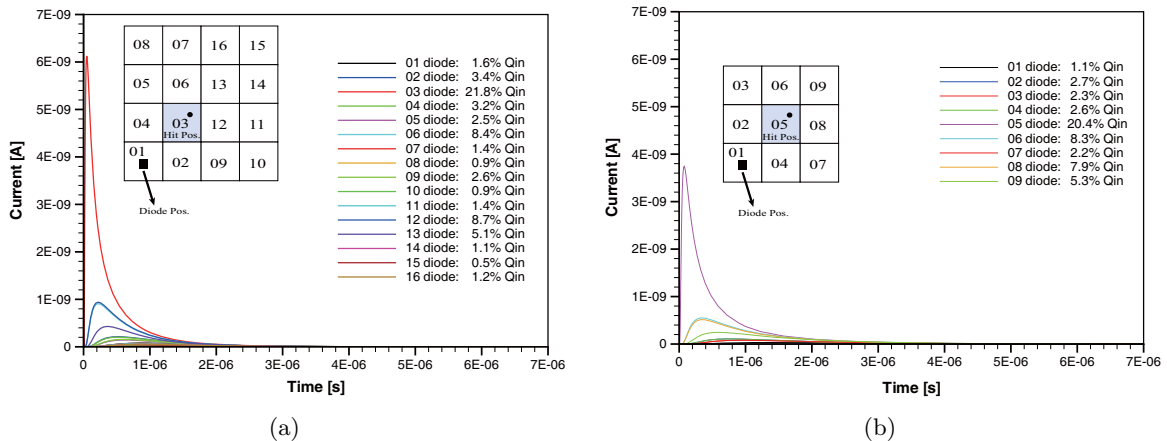 7E-09
6E-09
5E-09
4E-09
3E-09
2E-09
1E-09
0
Current [A]
0 1E-06 2E-06 3E-06 4E-06 5E-06 6E-06 7E-06
Time [s]
08 07 16 15
05 06 13 14
04 03 12 11
Hit Pos.
01 02 09 10
Diode Pos.
01 diode: 1.6% Qin
02 diode: 3.4% Qin
03 diode: 21.8% Qin
04 diode: 3.2% Qin
05 diode: 2.5% Qin
06 diode: 8.4% Qin
07 diode: 1.4% Qin
08 diode: 0.9% Qin
09 diode: 2.6% Qin
10 diode: 0.9% Qin
11 diode: 1.4% Qin
12 diode: 8.7% Qin
13 diode: 5.1% Qin
14 diode: 1.1% Qin
15 diode: 0.5% Qin
16 diode: 1.2% Qin
(a)
7E-09
6E-09
5E-09
4E-09
3E-09
2E-09
1E-09
0
Current [A]
0 1E-06 2E-06 3E-06 4E-06 5E-06 6E-06 7E-06
Time [s]
03 06 09
02 05 08
Hit Pos.
01 04 07
Diode Pos.
01 diode: 1.1% Qin
02 diode: 2.7% Qin
03 diode: 2.3% Qin
04 diode: 2.6% Qin
05 diode: 20.4% Qin
06 diode: 8.3% Qin
07 diode: 2.2% Qin
08 diode: 7.9% Qin
09 diode: 5.3% Qin
(b)